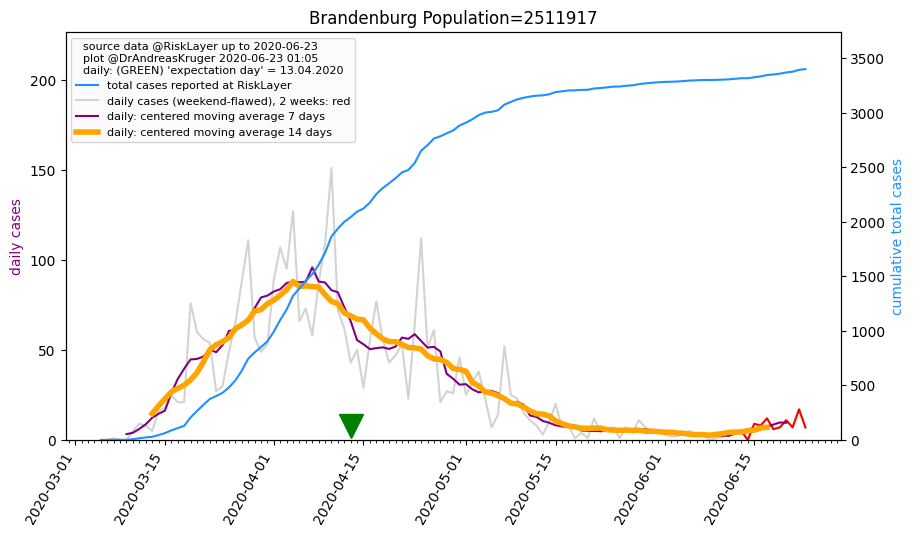 Brandenburg Population=2511917
source data @RiskLayer up to 2020-06-23
plot @DrAndreasKruger 2020-06-23 01:05
daily: (GREEN) 'expectation day' = 13.04.2020
total cases reported at RiskLayer
daily cases (weekend-flawed), 2 weeks: red
daily: centered moving average 7 days
daily: centered moving average 14 days
daily cases
200
150
100
50
0
3500
3000
2500
2000
1500
1000
500
0
cumulative total cases
2020-03-01
2020-03-15
2020-04-01
2020-04-15
2020-05-01
2020-05-15
2020-06-01
2020-06-15